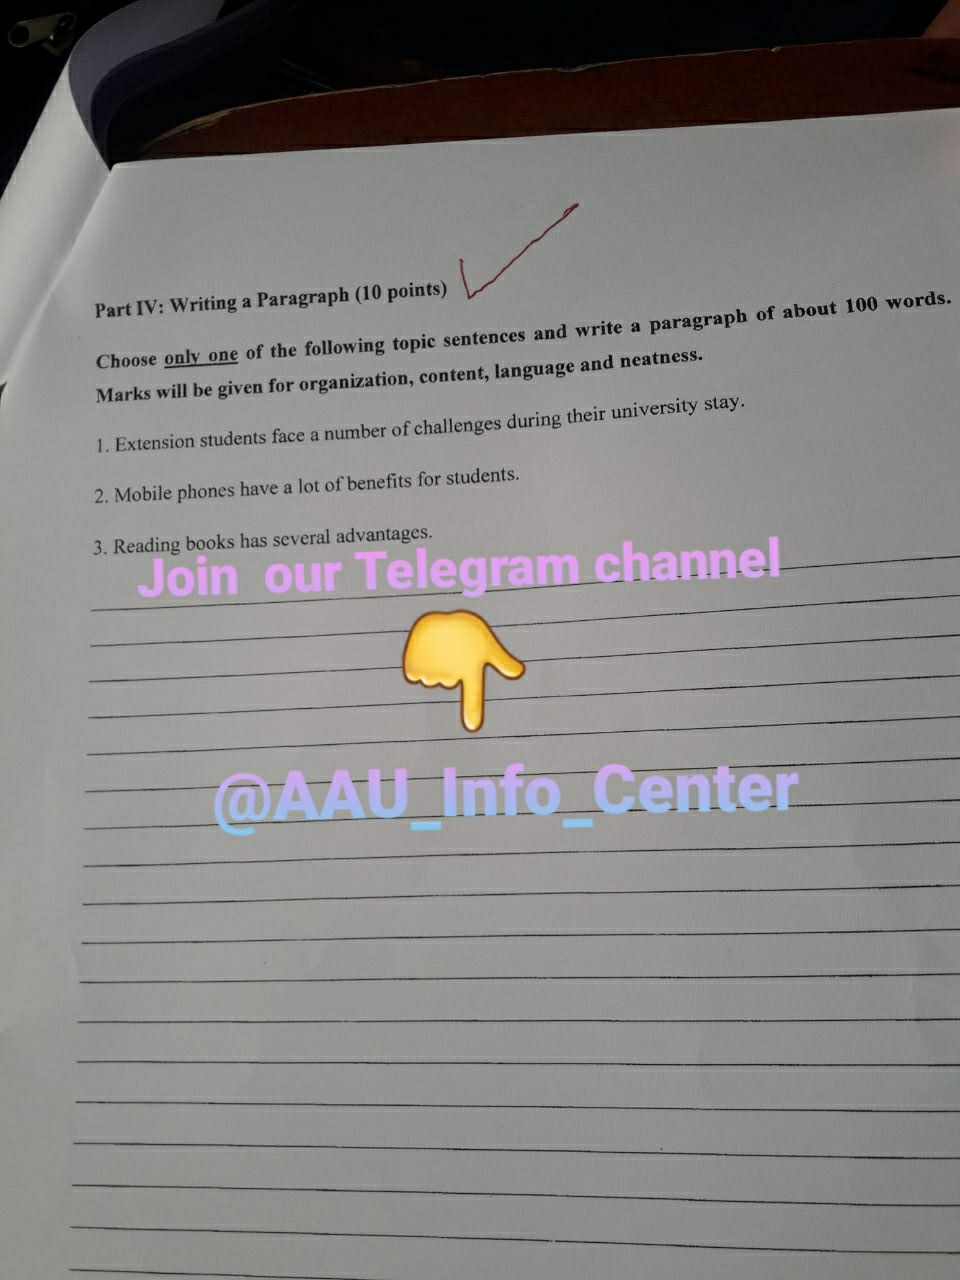 Part IV: Writing a Paragraph (10 points)
Choose only one of the following topic sentences and write a paragraph of about 100 words.
Marks will be given for organization, content, language and neatness.
1. Extension students face a number of challenges during their university stay.
2. Mobile phones have a lot of benefits for students.
3. Reading books has several advantages.
Join our Telegram channel
@AAU_Info_Center